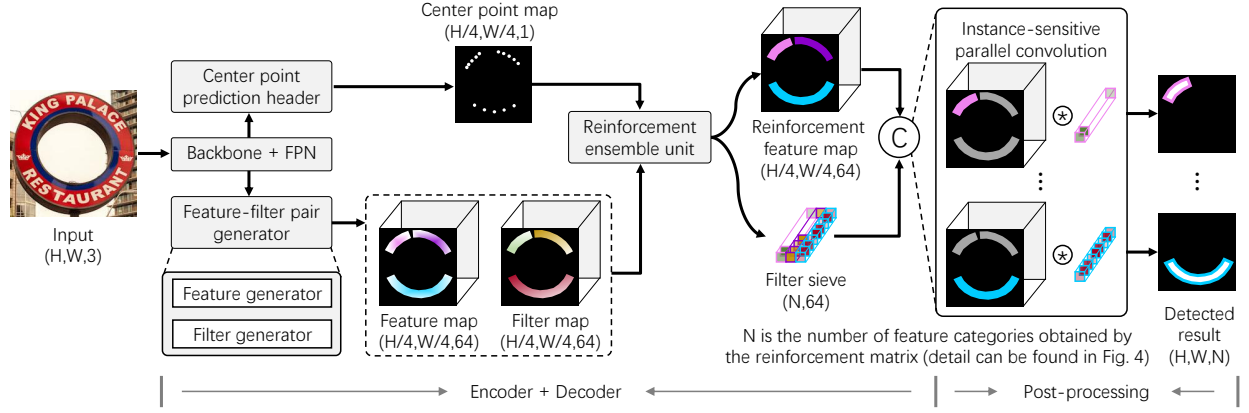 Center point map
(H/4,W/4,1)
Center point
prediction header
Backbone + FPN
Feature-filter pair
generator
Feature generator
Filter generator
KING PALACE
RESTAURANT
Input
(H,W,3)
Feature map
(H/4,W/4,64)
Filter map
(H/4,W/4,64)
Reinforcement
ensemble unit
Reinforcement
feature map
(H/4,W/4,64)
Filter sieve
(N,64)
C
Instance-sensitive
parallel convolution
*
⋮
*
⋮
Detected
result
(H,W,N)
N is the number of feature categories obtained by
the reinforcement matrix (detail can be found in Fig. 4)
Encoder + Decoder
Post-processing